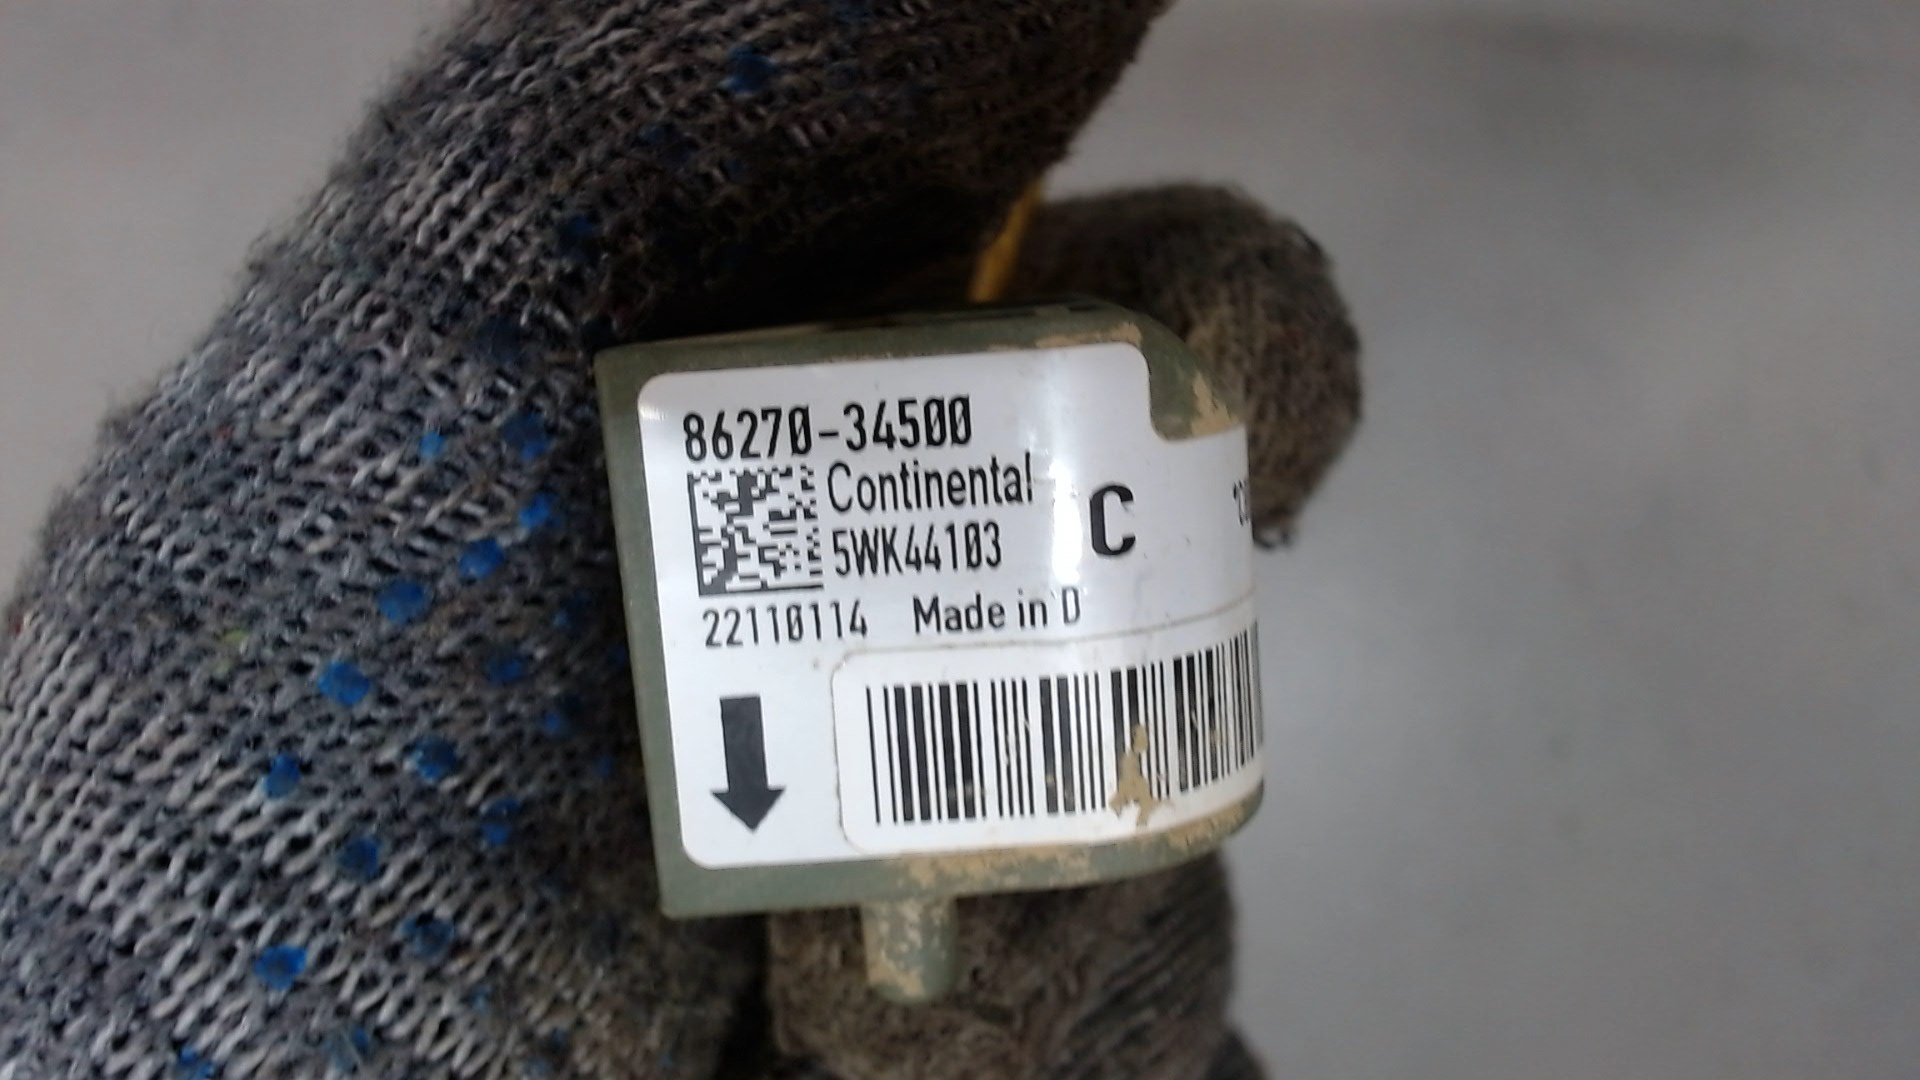 86270-34500
Continental
5WK44103
C
22110114 Made in D